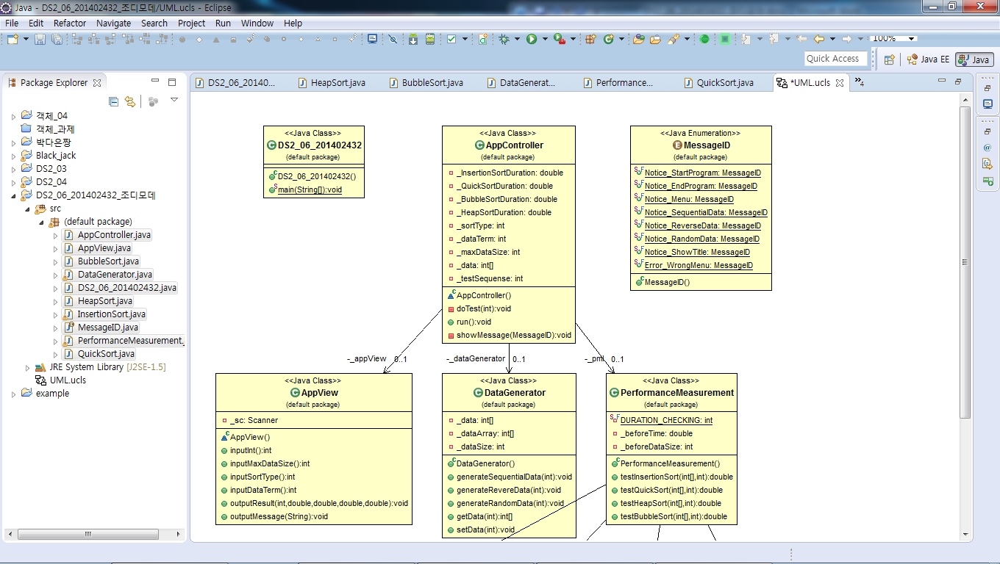 Java - DS2_06_201402432_조디모데/UML.ucls - Eclipse
File Edit Refactor Navigate Search Project Run Window Help
100%
Quick Access
Java EE
Java
Package Explorer
객체_04
객체_과제
박다은짱
Black_jack
DS2_03
DS2_04
DS2_06_201402432_조디모데
src
(default package)
AppController.java
AppView.java
BubbleSort.java
DataGenerator.java
DS2_06_201402432.java
HeapSort.java
InsertionSort.java
MessageID.java
PerformanceMeasurement.
QuickSort.java
JRE System Library [J2SE-1.5]
UML.ucls
example
DS2_06_20140... HeapSort.java BubbleSort.java DataGenerat... Performance... QuickSort.java *UML.ucls »4
<<Java Class>>
DS2_06_201402432
(default package)
DS2_06_201402432()
main(String[]):void
<<Java Class>>
AppController
(default package)
_InsertionSortDuration: double
_QuickSortDuration: double
_BubbleSortDuration: double
_HeapSortDuration: double
_sortType: int
_dataTerm: int
_maxDataSize: int
_data: int[]
_testSequense: int
AppController()
doTest(int):void
run():void
showMessage(MessageID):void
<<Java Enumeration>>
MessageID
(default package)
Notice_StartProgram: MessageID
Notice_EndProgram: MessageID
Notice_Menu: MessageID
Notice_SequentialData: MessageID
Notice_ReverseData: MessageID
Notice_RandomData: MessageID
Notice_ShowTitle: MessageID
Error_WrongMenu: MessageID
MessageID()
-_appView 0..1
-_dataGenerator 0..1
-_pml 0..1
<<Java Class>>
AppView
(default package)
_sc: Scanner
AppView()
inputInt():int
inputMaxDataSize():int
inputSortType():int
inputDataTerm():int
outputResult(int,double,double,double,double):void
outputMessage(String):void
<<Java Class>>
DataGenerator
(default package)
_data: int[]
_dataArray: int[]
_dataSize: int
DataGenerator()
generateSequentialData(int):void
generateRevereData(int):void
generateRandomData(int):void
getData(int):int[]
setData(int):void
<<Java Class>>
PerformanceMeasurement
(default package)
DURATION_CHECKING: int
_beforeTime: double
_beforeDataSize: int
PerformanceMeasurement()
testInsertionSort(int[],int):double
testQuickSort(int[],int):double
testHeapSort(int[],int):double
testBubbleSort(int[],int):double